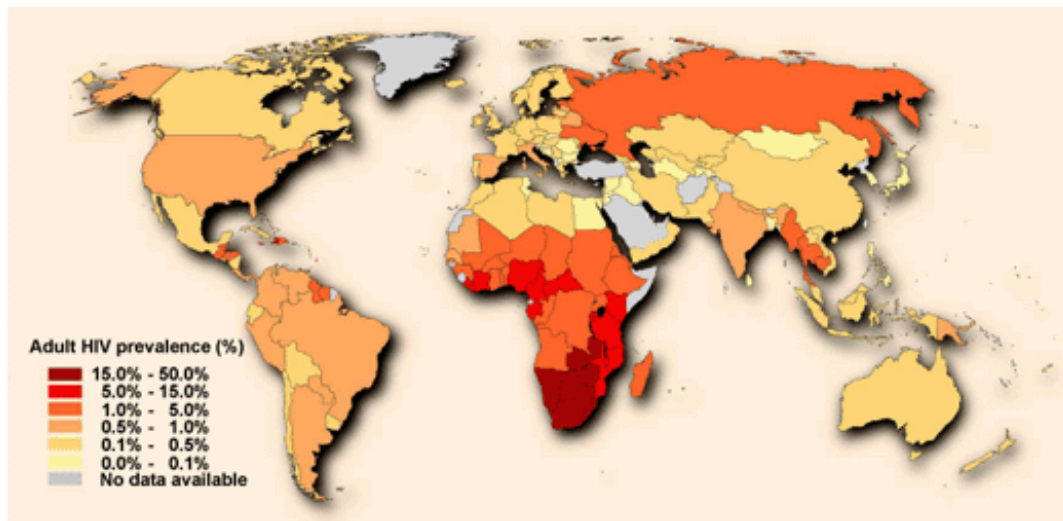 Adult HIV prevalence (%)
15.0% - 50.0%
5.0% - 15.0%
1.0% - 5.0%
0.5% - 1.0%
0.1% - 0.5%
0.0% - 0.1%
No data available